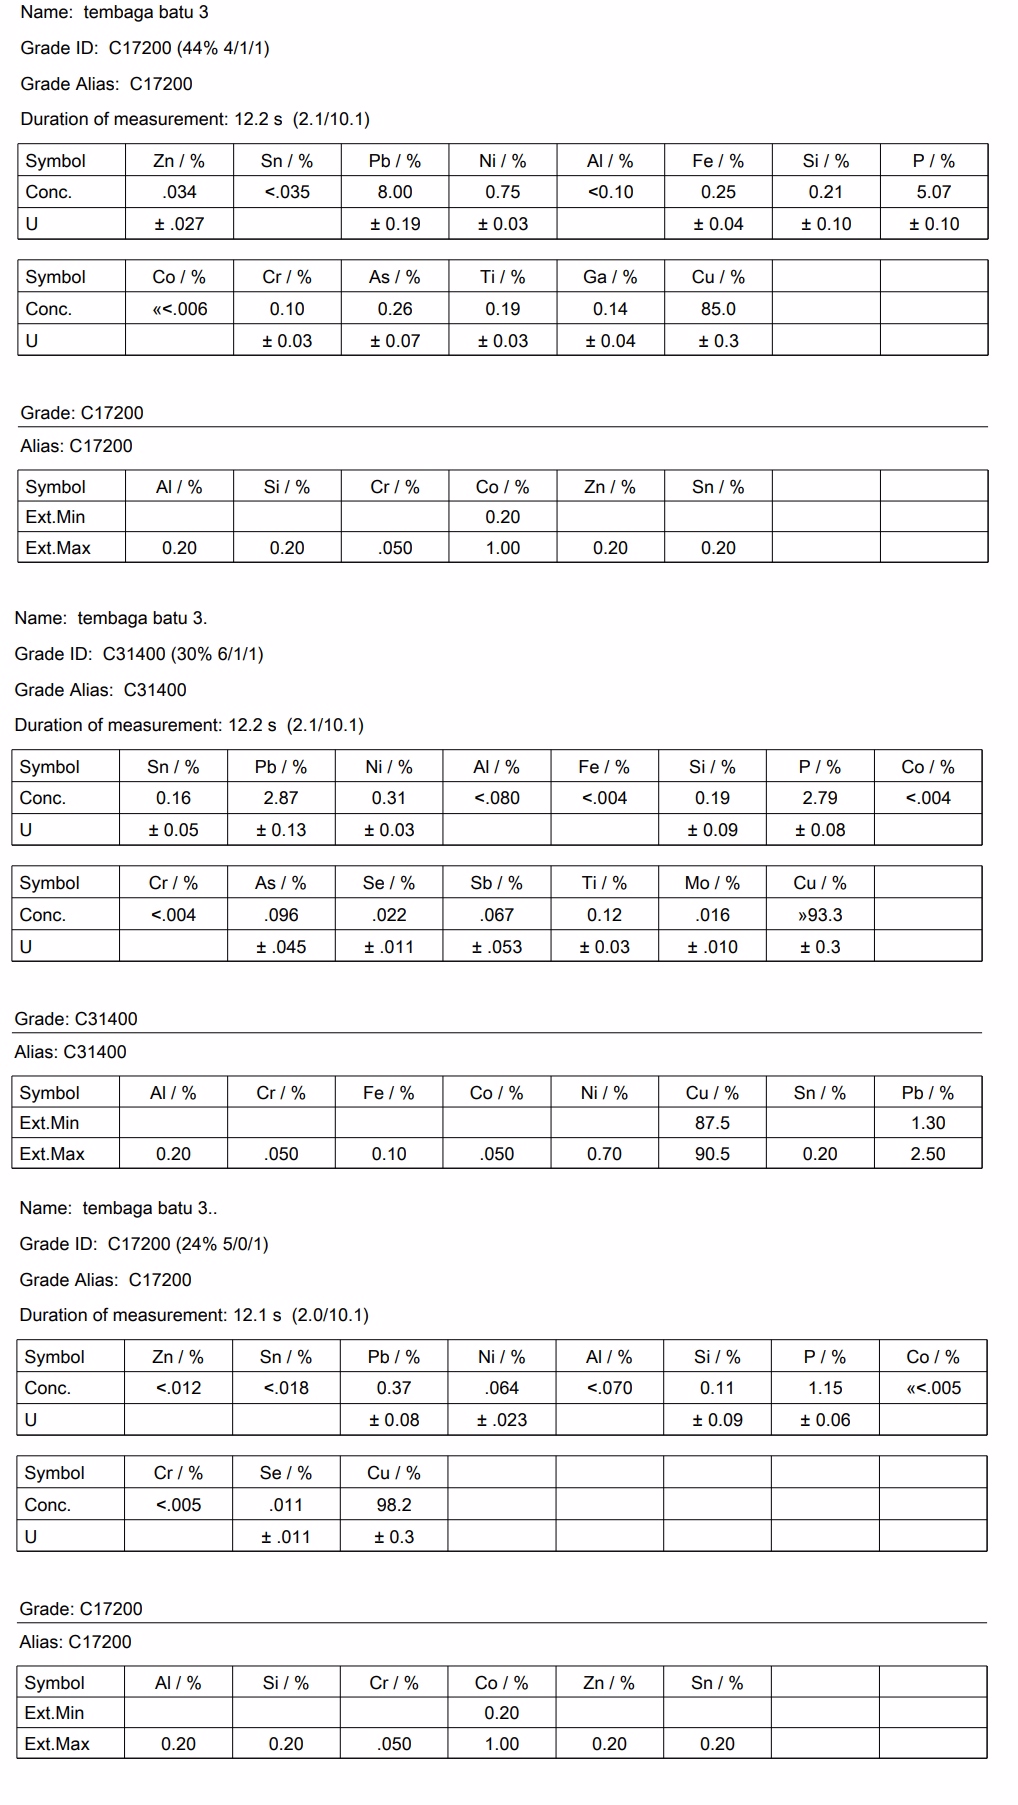 Name: tembaga batu 3
Grade ID: C17200 (44% 4/1/1)
Grade Alias: C17200
Duration of measurement: 12.2 s (2.1/10.1)
Symbol Zn / % Sn / % Pb / % Ni / % Al / % Fe / % Si / % P / %
Conc. .034 <.035 8.00 0.75 <0.10 0.25 0.21 5.07
U ± .027 ± 0.19 ± 0.03 ± 0.04 ± 0.10 ± 0.10
Symbol Co / % Cr / % As / % Ti / % Ga / % Cu / %
Conc. «<.006 0.10 0.26 0.19 0.14 85.0
U ± 0.03 ± 0.07 ± 0.03 ± 0.04 ± 0.3
Grade: C17200
Alias: C17200
Symbol Al / % Si / % Cr / % Co / % Zn / % Sn / %
Ext.Min 0.20
Ext.Max 0.20 0.20 .050 1.00 0.20 0.20
Name: tembaga batu 3.
Grade ID: C31400 (30% 6/1/1)
Grade Alias: C31400
Duration of measurement: 12.2 s (2.1/10.1)
Symbol Sn / % Pb / % Ni / % Al / % Fe / % Si / % P / % Co / %
Conc. 0.16 2.87 0.31 <.080 <.004 0.19 2.79 <.004
U ± 0.05 ± 0.13 ± 0.03 ± 0.09 ± 0.08
Symbol Cr / % As / % Se / % Sb / % Ti / % Mo / % Cu / %
Conc. <.004 .096 .022 .067 0.12 .016 »93.3
U ± .045 ± .011 ± .053 ± 0.03 ± .010 ± 0.3
Grade: C31400
Alias: C31400
Symbol Al / % Cr / % Fe / % Co / % Ni / % Cu / % Sn / % Pb / %
Ext.Min 87.5 1.30
Ext.Max 0.20 .050 0.10 .050 0.70 90.5 0.20 2.50
Name: tembaga batu 3..
Grade ID: C17200 (24% 5/0/1)
Grade Alias: C17200
Duration of measurement: 12.1 s (2.0/10.1)
Symbol Zn / % Sn / % Pb / % Ni / % Al / % Si / % P / % Co / %
Conc. <.012 <.018 0.37 .064 <.070 0.11 1.15 «<.005
U ± 0.08 ± .023 ± 0.09 ± 0.06
Symbol Cr / % Se / % Cu / %
Conc. <.005 .011 98.2
U ± .011 ± 0.3
Grade: C17200
Alias: C17200
Symbol Al / % Si / % Cr / % Co / % Zn / % Sn / %
Ext.Min 0.20
Ext.Max 0.20 0.20 .050 1.00 0.20 0.20